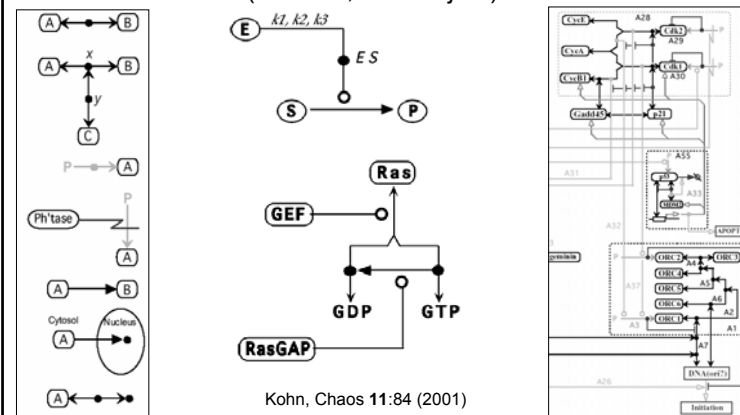 A B
x
A B
y
C
P A
P
Ph'tase
A
A B
Cytosol Nucleus
A
A
E k1, k2, k3
ES
S P
Ras
GEF
GDP GTP
RasGAP
Kohn, Chaos 11:84 (2001)
CycE A28
Cdk2 P
A29
CycA
Cdk1 P
A30
CycB1
Gadd45 p21
A55
P
p53
A31 A33
MDM2
A32
APOPT
geminin P ORC2 ORC3
A4
ORC4
A5
A37 ORC5
A6
ORC6
A2
P ORC1
A3 A1
A7
DNA(ori?)
A26
Initiation